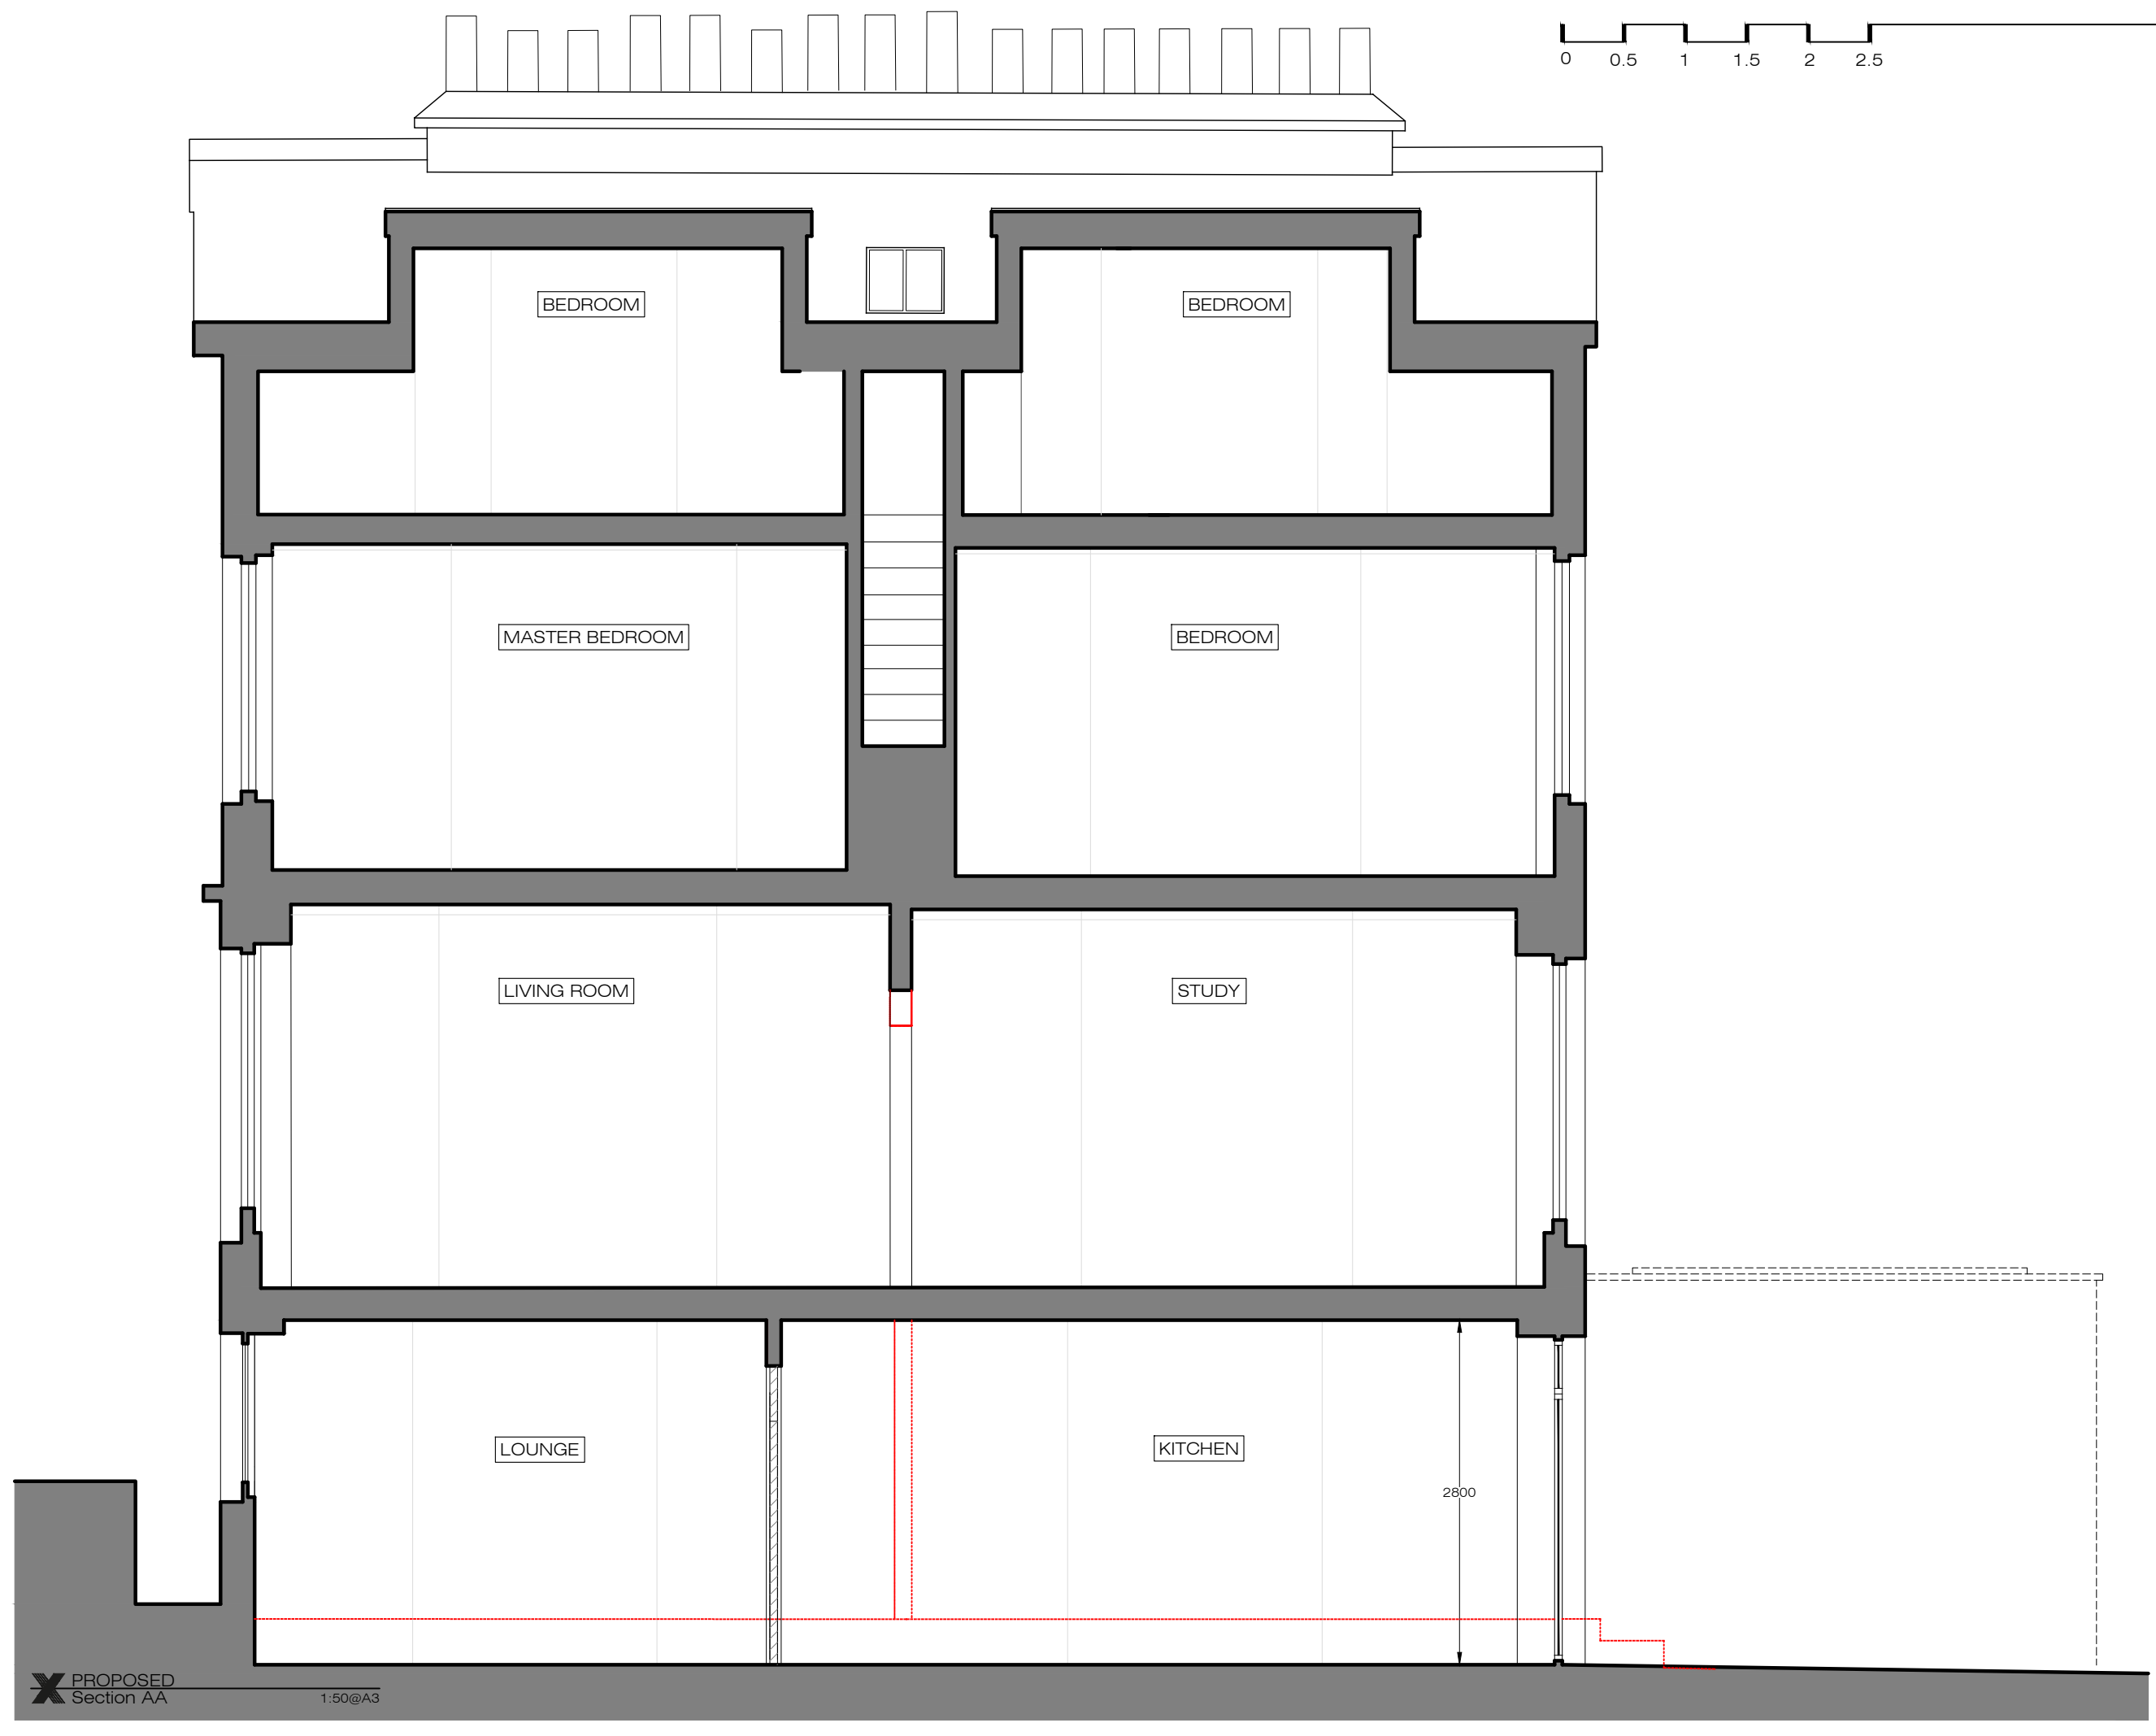 0 0.5 1 1.5 2 2.5
BEDROOM BEDROOM
MASTER BEDROOM BEDROOM
LIVING ROOM STUDY
LOUNGE KITCHEN
2800
PROPOSED
Section AA 1:50@A3